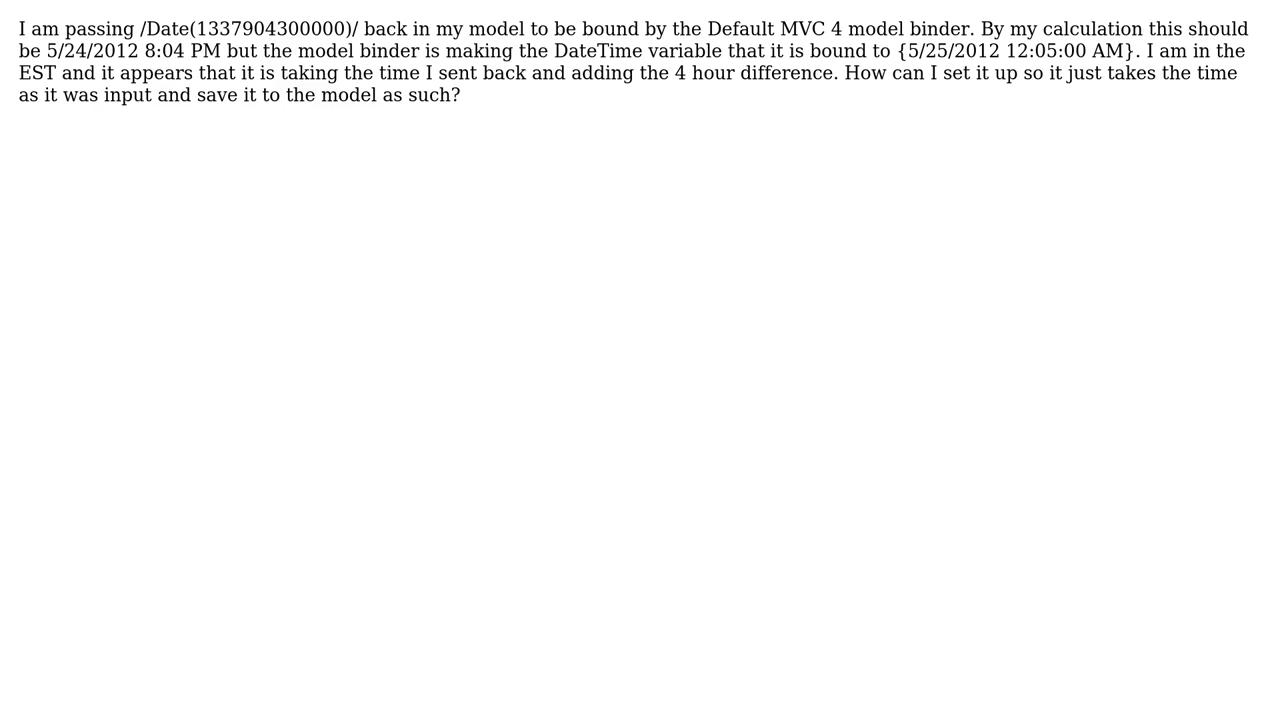 I am passing /Date(1337904300000)/ back in my model to be bound by the Default MVC 4 model binder. By my calculation this should
be 5/24/2012 8:04 PM but the model binder is making the DateTime variable that it is bound to {5/25/2012 12:05:00 AM}. I am in the
EST and it appears that it is taking the time I sent back and adding the 4 hour difference. How can I set it up so it just takes the time
as it was input and save it to the model as such?